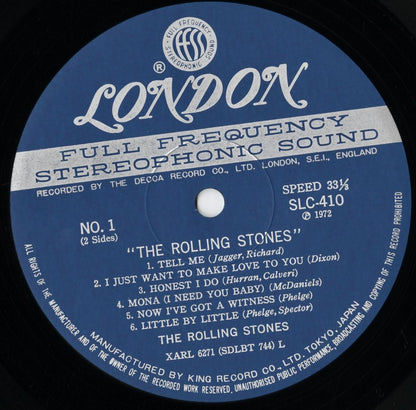 FULL FREQUENCY
STEREOPHONIC SOUND
FFSS
®
LONDON
FULL FREQUENCY
STEREOPHONIC SOUND
RECORDED BY THE DECCA RECORD CO., LTD. LONDON, S.E.I., ENGLAND
NO. 1
(2 Sides)
SPEED 33⅓
SLC-410
℗ 1972
"THE ROLLING STONES"
1. TELL ME (Jagger, Richard)
2. I JUST WANT TO MAKE LOVE TO YOU (Dixon)
3. HONEST I DO (Hurran, Calveri)
4. MONA (I NEED YOU BABY) (McDaniels)
5. NOW I'VE GOT A WITNESS (Phelge)
6. LITTLE BY LITTLE (Phelge, Spector)
THE ROLLING STONES
XARL 6271 (SDLBT 744) L
MANUFACTURED BY KING RECORD CO., LTD. TOKYO, JAPAN
ALL RIGHTS OF THE MANUFACTURER AND OF THE OWNER OF THE RECORDED WORK RESERVED, UNAUTHORISED PUBLIC PERFORMANCE, BROADCASTING AND COPYING OF THIS RECORD PROHIBITED